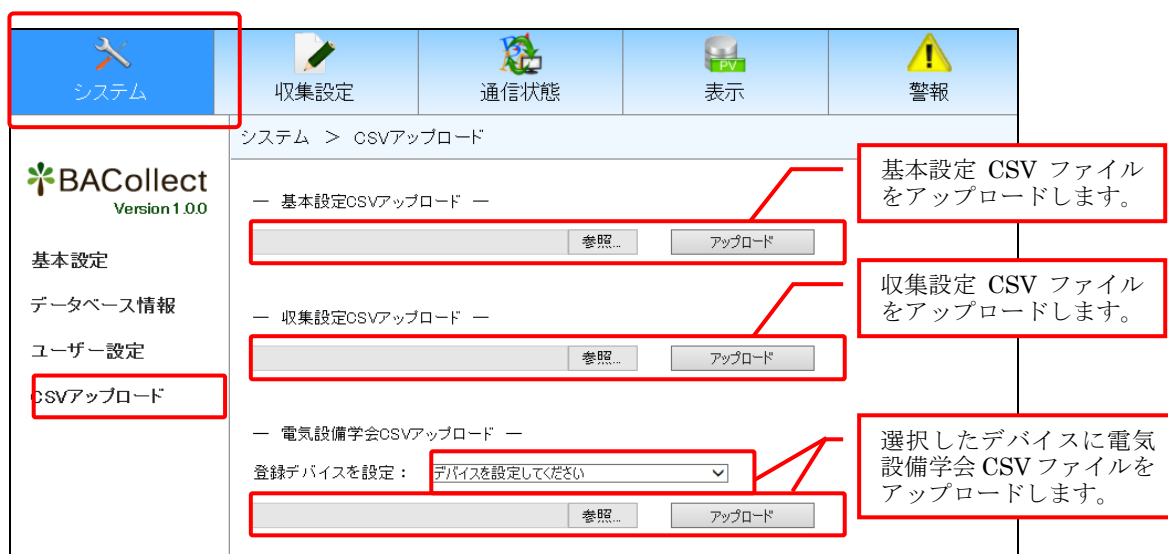 システム
収集設定
通信状態
PV
表示
警報
システム ＞ CSVアップロード
BACollect
Version 1.0.0
基本設定
データベース情報
ユーザー設定
CSVアップロード
― 基本設定CSVアップロード ―
参照...
アップロード
基本設定 CSV ファイル
をアップロードします。
― 収集設定CSVアップロード ―
参照...
アップロード
収集設定 CSV ファイル
をアップロードします。
― 電気設備学会CSVアップロード ―
登録デバイスを設定：
デバイスを設定してください
参照...
アップロード
選択したデバイスに電気
設備学会 CSV ファイルを
アップロードします。